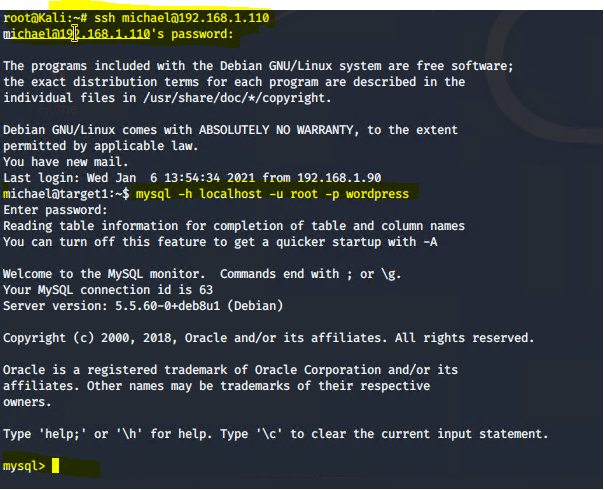 root@Kali:~# ssh michael@192.168.1.110
michael@192.168.1.110's password:
The programs included with the Debian GNU/Linux system are free software;
the exact distribution terms for each program are described in the
individual files in /usr/share/doc/*/copyright.
Debian GNU/Linux comes with ABSOLUTELY NO WARRANTY, to the extent
permitted by applicable law.
You have new mail.
Last login: Wed Jan  6 13:54:34 2021 from 192.168.1.90
michael@target1:~$ mysql -h localhost -u root -p wordpress
Enter password:
Reading table information for completion of table and column names
You can turn off this feature to get a quicker startup with -A
Welcome to the MySQL monitor.  Commands end with ; or \g.
Your MySQL connection id is 63
Server version: 5.5.60-0+deb8u1 (Debian)
Copyright (c) 2000, 2018, Oracle and/or its affiliates. All rights reserved.
Oracle is a registered trademark of Oracle Corporation and/or its
affiliates. Other names may be trademarks of their respective
owners.
Type 'help;' or '\h' for help. Type '\c' to clear the current input statement.
mysql>